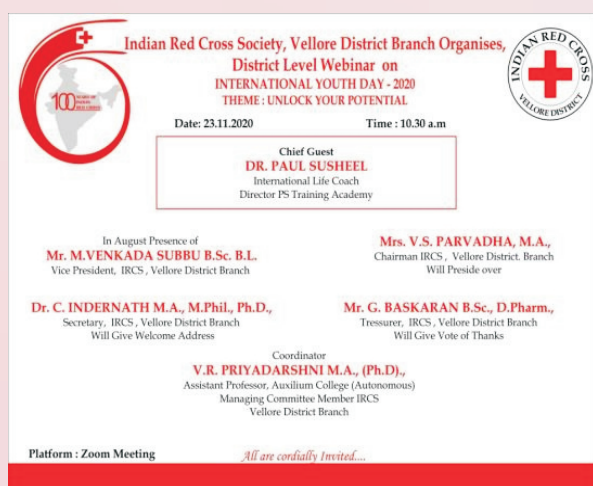 Indian Red Cross Society, Vellore District Branch Organises,
District Level Webinar on
INTERNATIONAL YOUTH DAY - 2020
THEME : UNLOCK YOUR POTENTIAL
100 YEARS OF
INDIAN
RED CROSS
INDIAN RED CROSS
VELLORE DISTRICT
Date: 23.11.2020 Time : 10.30 a.m
Chief Guest
DR. PAUL SUSHEEL
International Life Coach
Director PS Training Academy
In August Presence of
Mr. M.VENKADA SUBBU B.Sc. B.L.
Vice President, IRCS , Vellore District Branch
Mrs. V.S. PARVADHA, M.A.,
Chairman IRCS , Vellore District. Branch
Will Preside over
Dr. C. INDERNATH M.A., M.Phil., Ph.D.,
Secretary, IRCS , Vellore District Branch
Will Give Welcome Address
Mr. G. BASKARAN B.Sc., D.Pharm.,
Tressurer, IRCS , Vellore District Branch
Will Give Vote of Thanks
Coordinator
V.R. PRIYADARSHNI M.A., (Ph.D).,
Assistant Professor, Auxilium College (Autonomous)
Managing Committee Member IRCS
Vellore District Branch
Platform : Zoom Meeting
All are cordially Invited....